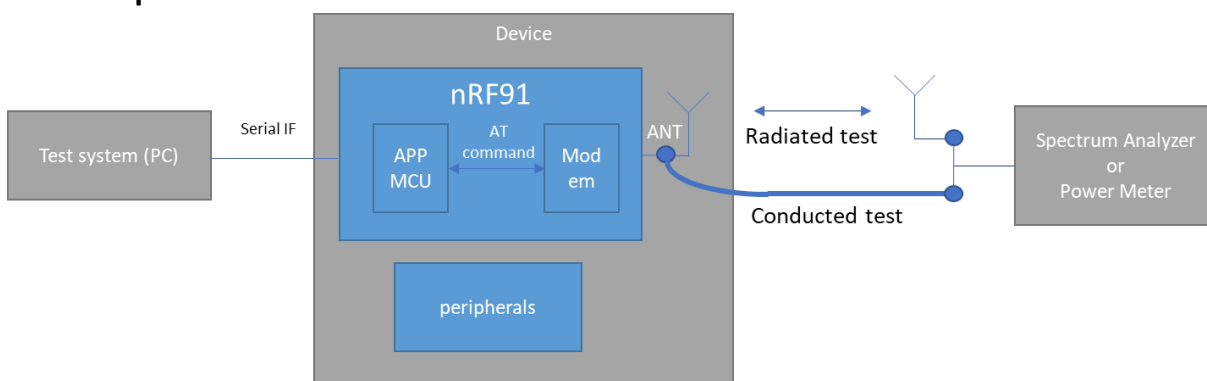 Device
nRF91
Serial IF
Test system (PC)
APP
MCU
AT
command
Mod
em
ANT
Radiated test
Conducted test
Spectrum Analyzer
or
Power Meter
peripherals